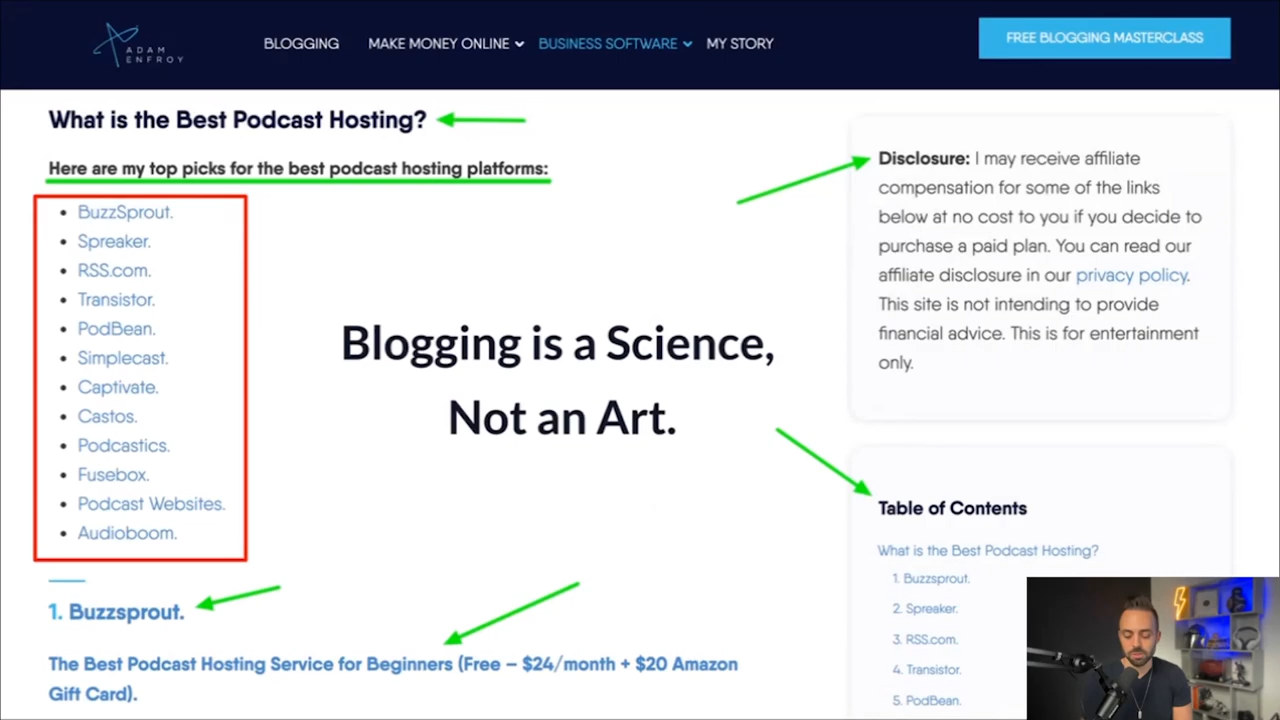 ADAM
ENFROY
BLOGGING
MAKE MONEY ONLINE
BUSINESS SOFTWARE
MY STORY
FREE BLOGGING MASTERCLASS
What is the Best Podcast Hosting?
Here are my top picks for the best podcast hosting platforms:
• BuzzSprout.
• Spreaker.
• RSS.com.
• Transistor.
• PodBean.
• Simplecast.
• Captivate.
• Castos.
• Podcastics.
• Fusebox.
• Podcast Websites.
• Audioboom.
Blogging is a Science,
Not an Art.
1. Buzzsprout.
The Best Podcast Hosting Service for Beginners (Free – $24/month + $20 Amazon
Gift Card).
Disclosure: I may receive affiliate
compensation for some of the links
below at no cost to you if you decide to
purchase a paid plan. You can read our
affiliate disclosure in our privacy policy.
This site is not intending to provide
financial advice. This is for entertainment
only.
Table of Contents
What is the Best Podcast Hosting?
1. Buzzsprout.
2. Spreaker.
3. RSS.com.
4. Transistor.
5. PodBean.